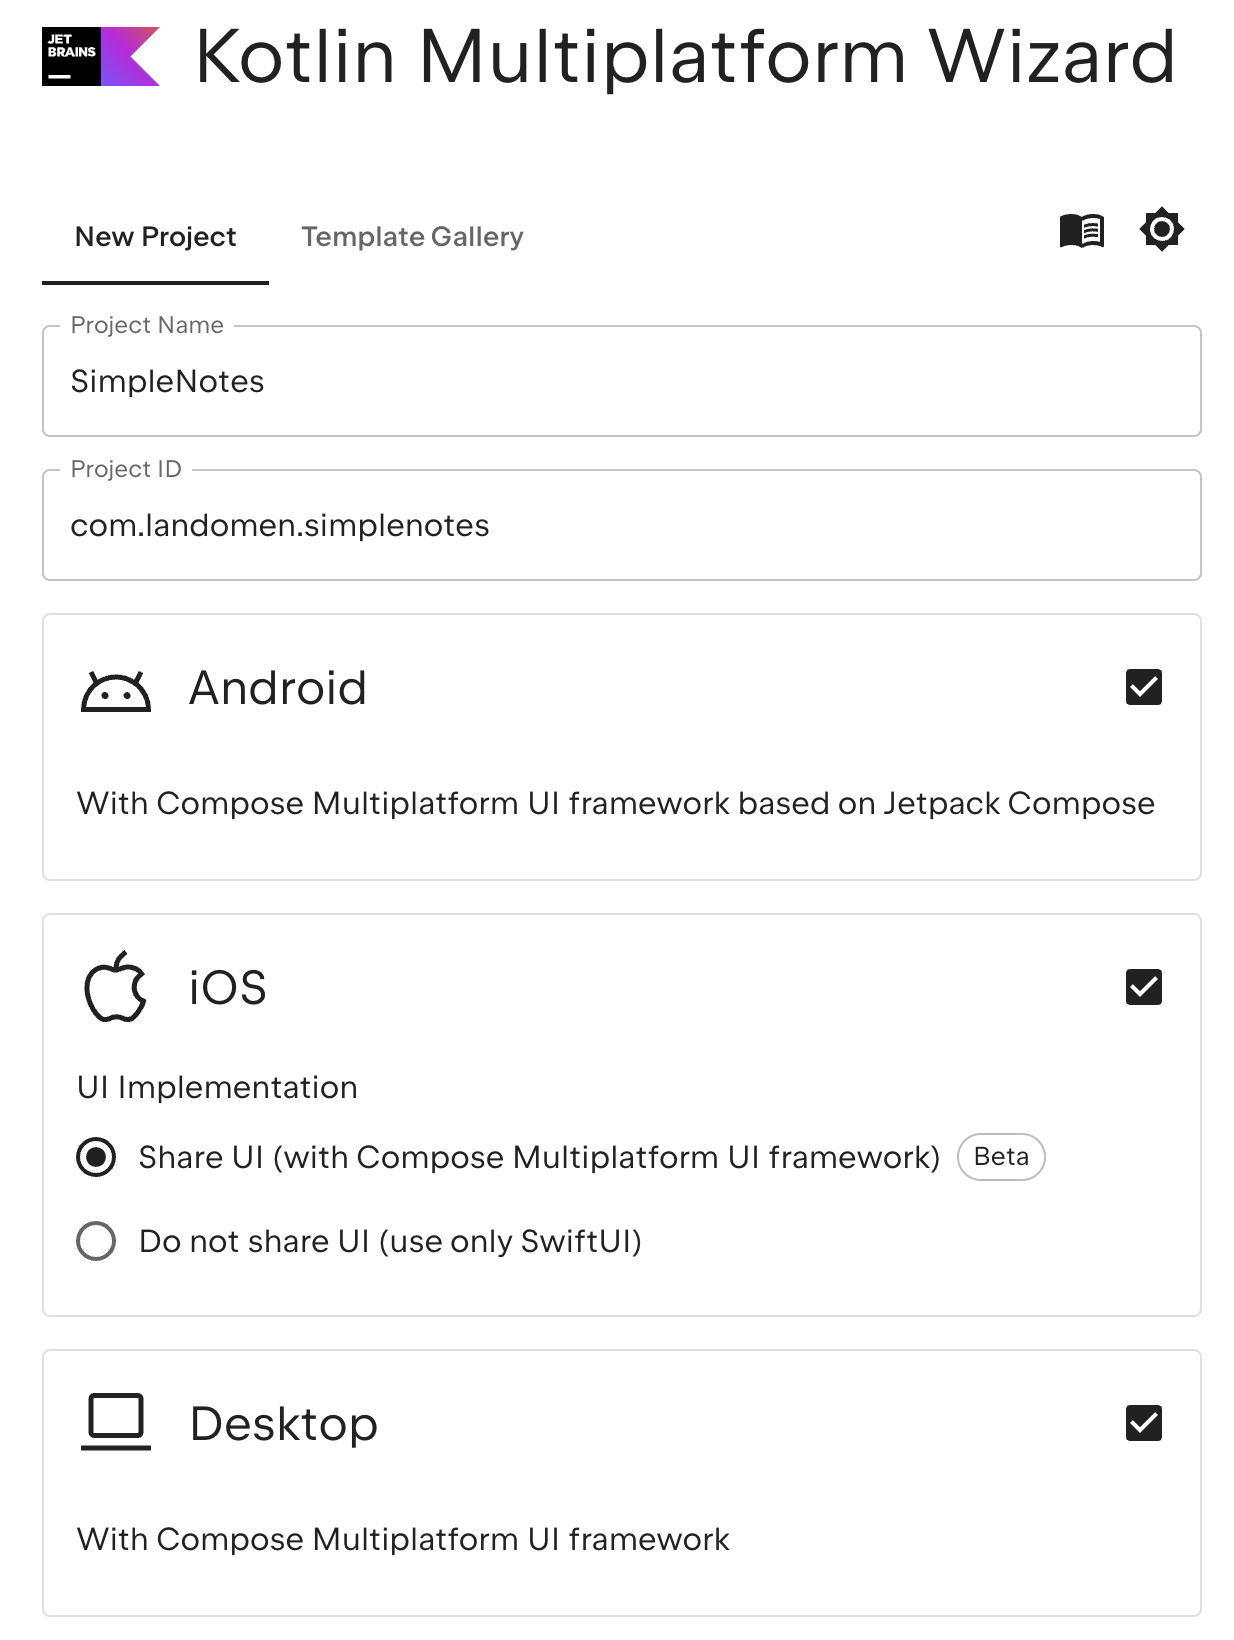 JET
BRAINS
Kotlin Multiplatform Wizard
New Project
Template Gallery
Project Name
SimpleNotes
Project ID
com.landomen.simplenotes
Android
With Compose Multiplatform UI framework based on Jetpack Compose
iOS
UI Implementation
Share UI (with Compose Multiplatform UI framework) Beta
Do not share UI (use only SwiftUI)
Desktop
With Compose Multiplatform UI framework